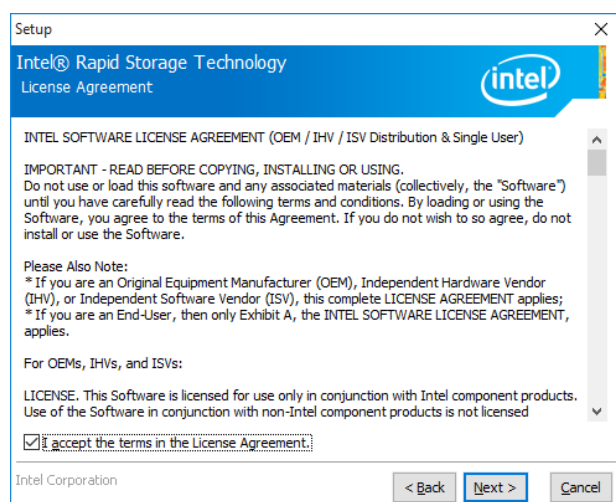 Setup
Intel® Rapid Storage Technology
License Agreement
intel
INTEL SOFTWARE LICENSE AGREEMENT (OEM / IHV / ISV Distribution & Single User)
IMPORTANT - READ BEFORE COPYING, INSTALLING OR USING.
Do not use or load this software and any associated materials (collectively, the "Software")
until you have carefully read the following terms and conditions. By loading or using the
Software, you agree to the terms of this Agreement. If you do not wish to so agree, do not
install or use the Software.
Please Also Note:
* If you are an Original Equipment Manufacturer (OEM), Independent Hardware Vendor
(IHV), or Independent Software Vendor (ISV), this complete LICENSE AGREEMENT applies;
* If you are an End-User, then only Exhibit A, the INTEL SOFTWARE LICENSE AGREEMENT,
applies.
For OEMs, IHVs, and ISVs:
LICENSE. This Software is licensed for use only in conjunction with Intel component products.
Use of the Software in conjunction with non-Intel component products is not licensed
I accept the terms in the License Agreement.
Intel Corporation
< Back Next > Cancel